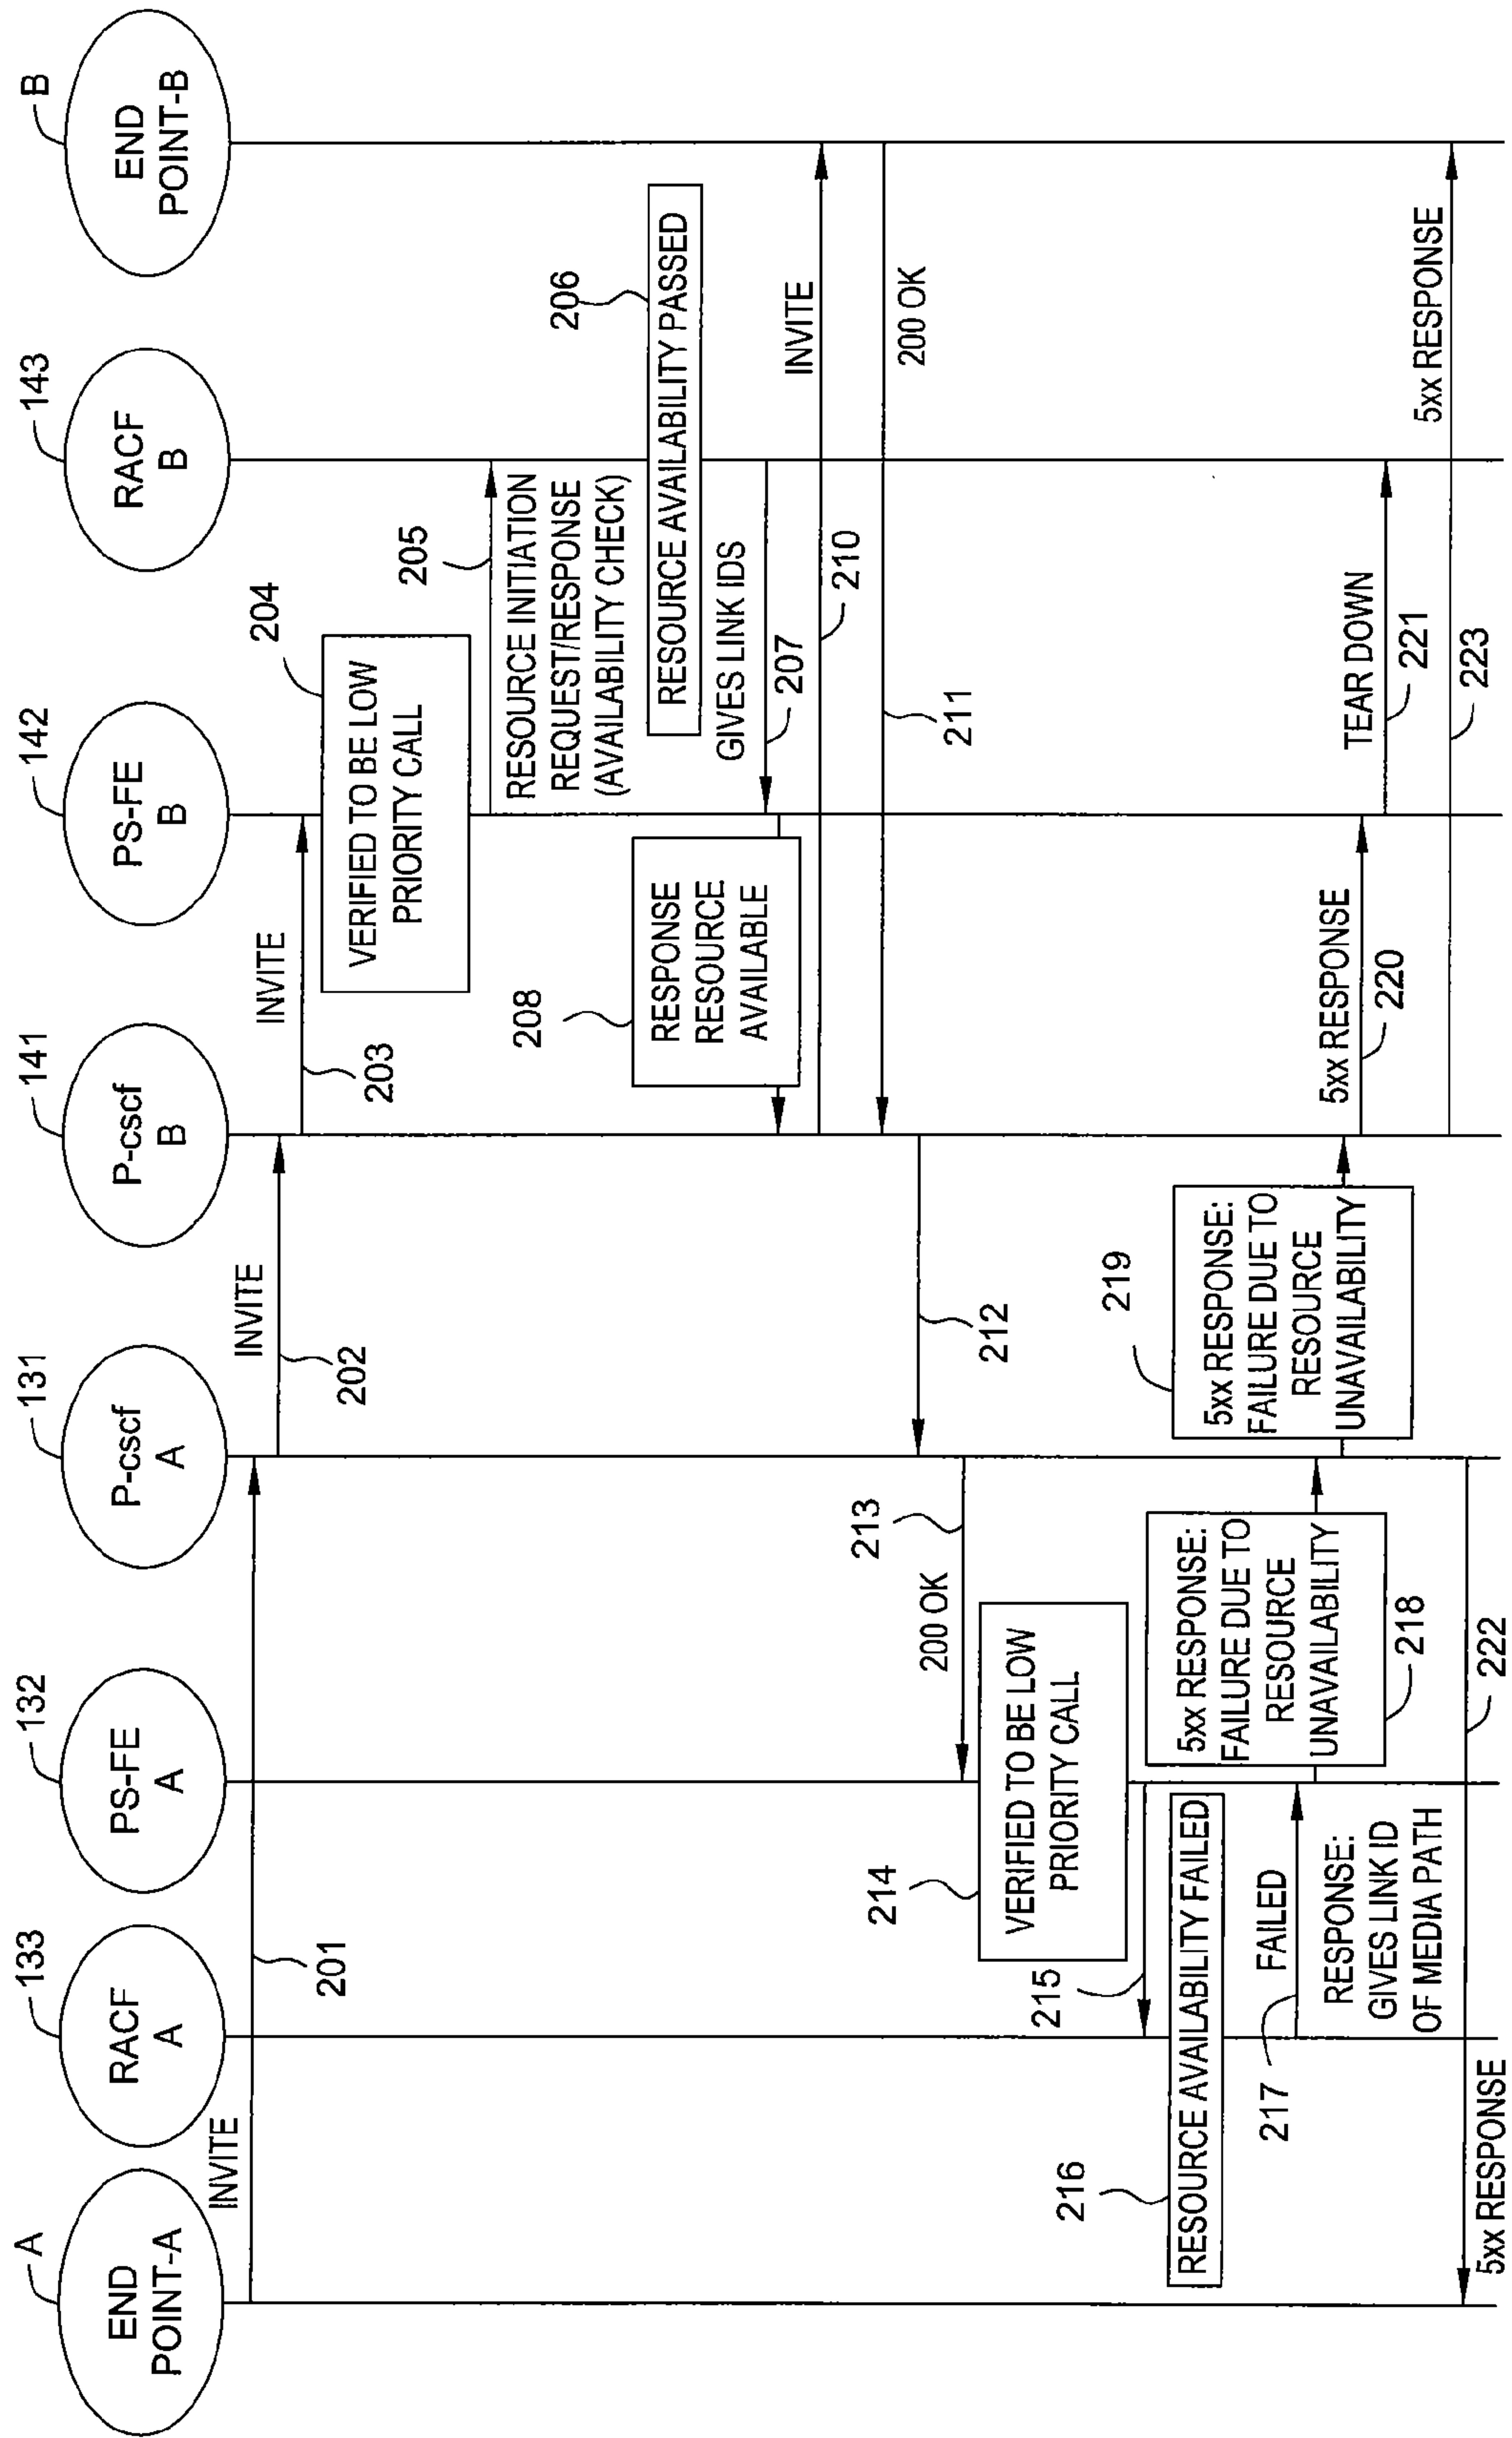 A
END
POINT-A
133
RACF
A
132
PS-FE
A
131
P-cscf
A
141
P-cscf
B
142
PS-FE
B
143
RACF
B
B
END
POINT-B
INVITE
201
INVITE
202
INVITE
203
204
VERIFIED TO BE LOW
PRIORITY CALL
205
RESOURCE INITIATION
REQUEST/RESPONSE
(AVAILABILITY CHECK)
206
RESOURCE AVAILABILITY PASSED
GIVES LINK IDS
207
208
RESPONSE
RESOURCE
AVAILABLE
INVITE
210
200 OK
211
212
213
200 OK
214
VERIFIED TO BE LOW
PRIORITY CALL
215
216
RESOURCE AVAILABILITY FAILED
217
FAILED
RESPONSE:
GIVES LINK ID
OF MEDIA PATH
5xx RESPONSE:
FAILURE DUE TO
RESOURCE
UNAVAILABILITY
218
219
5xx RESPONSE:
FAILURE DUE TO
RESOURCE
UNAVAILABILITY
5xx RESPONSE
220
TEAR DOWN
221
5xx RESPONSE
222
5xx RESPONSE
223